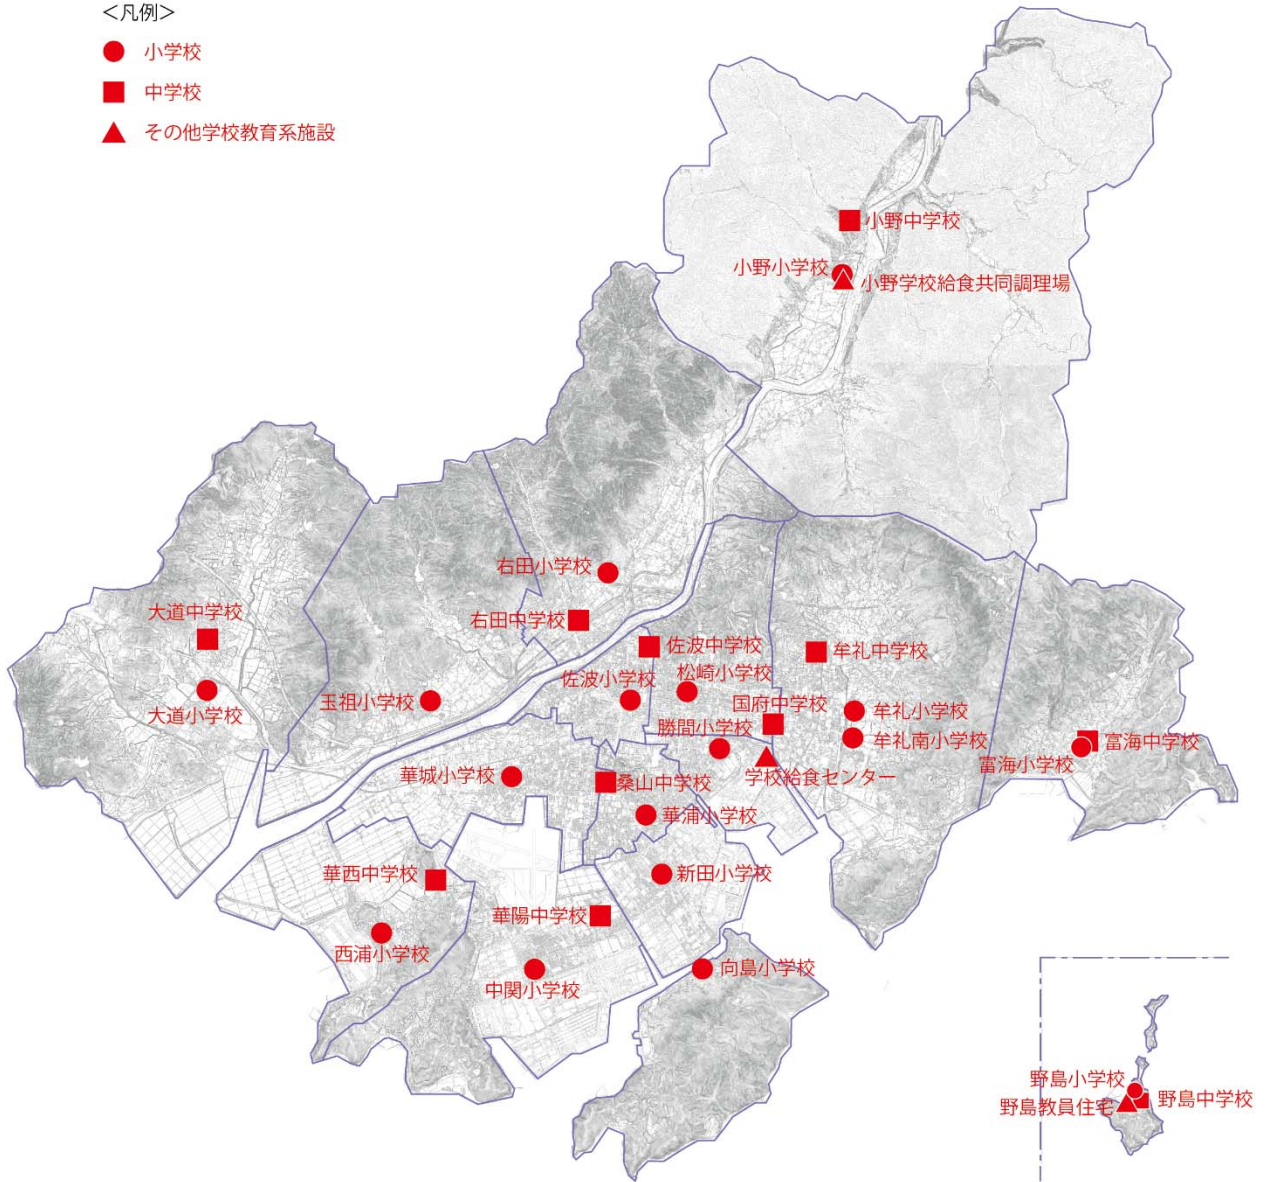 ＜凡例＞
小学校
中学校
その他学校教育系施設
小野中学校
小野小学校
小野学校給食共同調理場
右田小学校
大道中学校
右田中学校
佐波中学校
牟礼中学校
松崎小学校
佐波小学校
玉祖小学校
国府中学校
牟礼小学校
大道小学校
勝間小学校
牟礼南小学校
富海中学校
富海小学校
華城小学校
学校給食センター
桑山中学校
華浦小学校
華西中学校
新田小学校
華陽中学校
西浦小学校
向島小学校
中関小学校
野島小学校
野島中学校
野島教員住宅